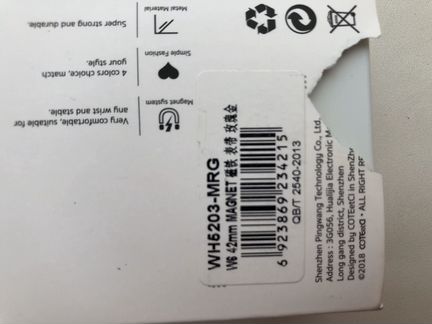 Super strong and durable.
Metal Material
4 colors choice, match
your style.
Simple Fashion
Very comfortable, suitable for
any wrist and stable.
Magnet system
WH5203-MRG
W6 42mm MAGNET 磁铁 表带 玫瑰金
6 923869 234215
QB/T 2540-2013
Shenzhen Pingwang Technology Co., Ltd.
Address : 3G056, Hualijia Electronic
Long gang district, Shenzhen
Designed by COTEetCI in
©2018 COTEetCI · ALL RIGHT